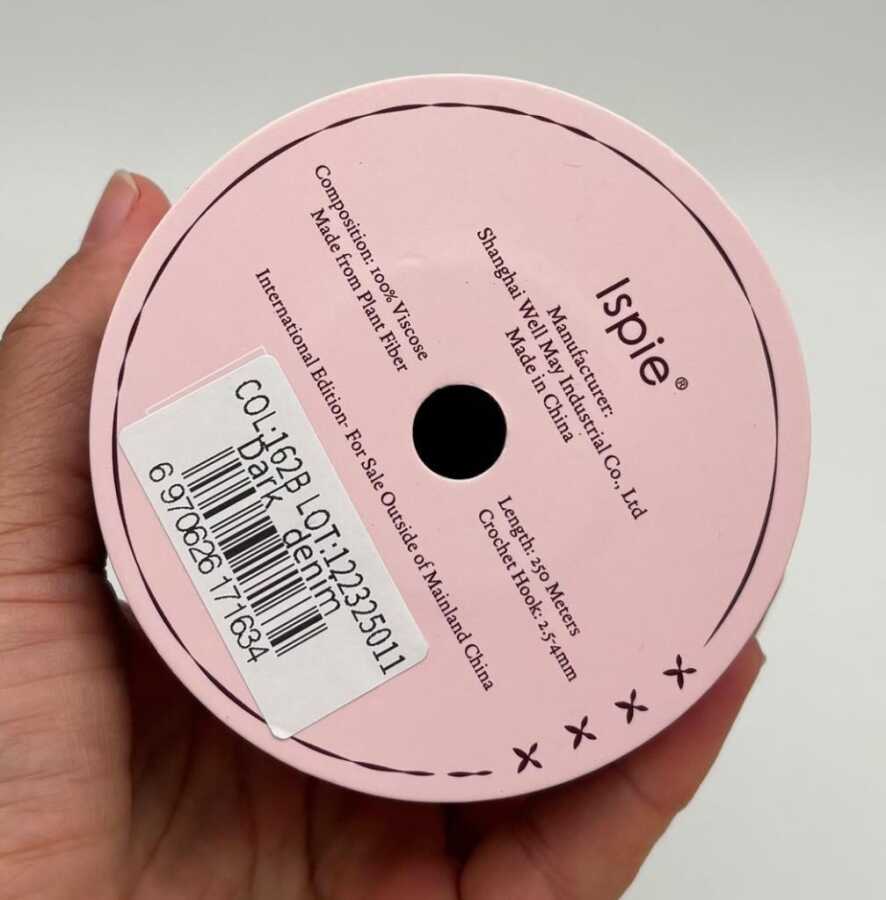 Ispie®
Manufacturer:
Shanghai Well May Industrial Co., Ltd
Made in China
Length: 250 Meters
Crochet Hook: 2.5-4mm
Composition: 100% Viscose
Made from Plant Fiber
International Edition- For Sale Outside of Mainland China
COL:162B LOT:122325011
Dark denim
6 970626 171634